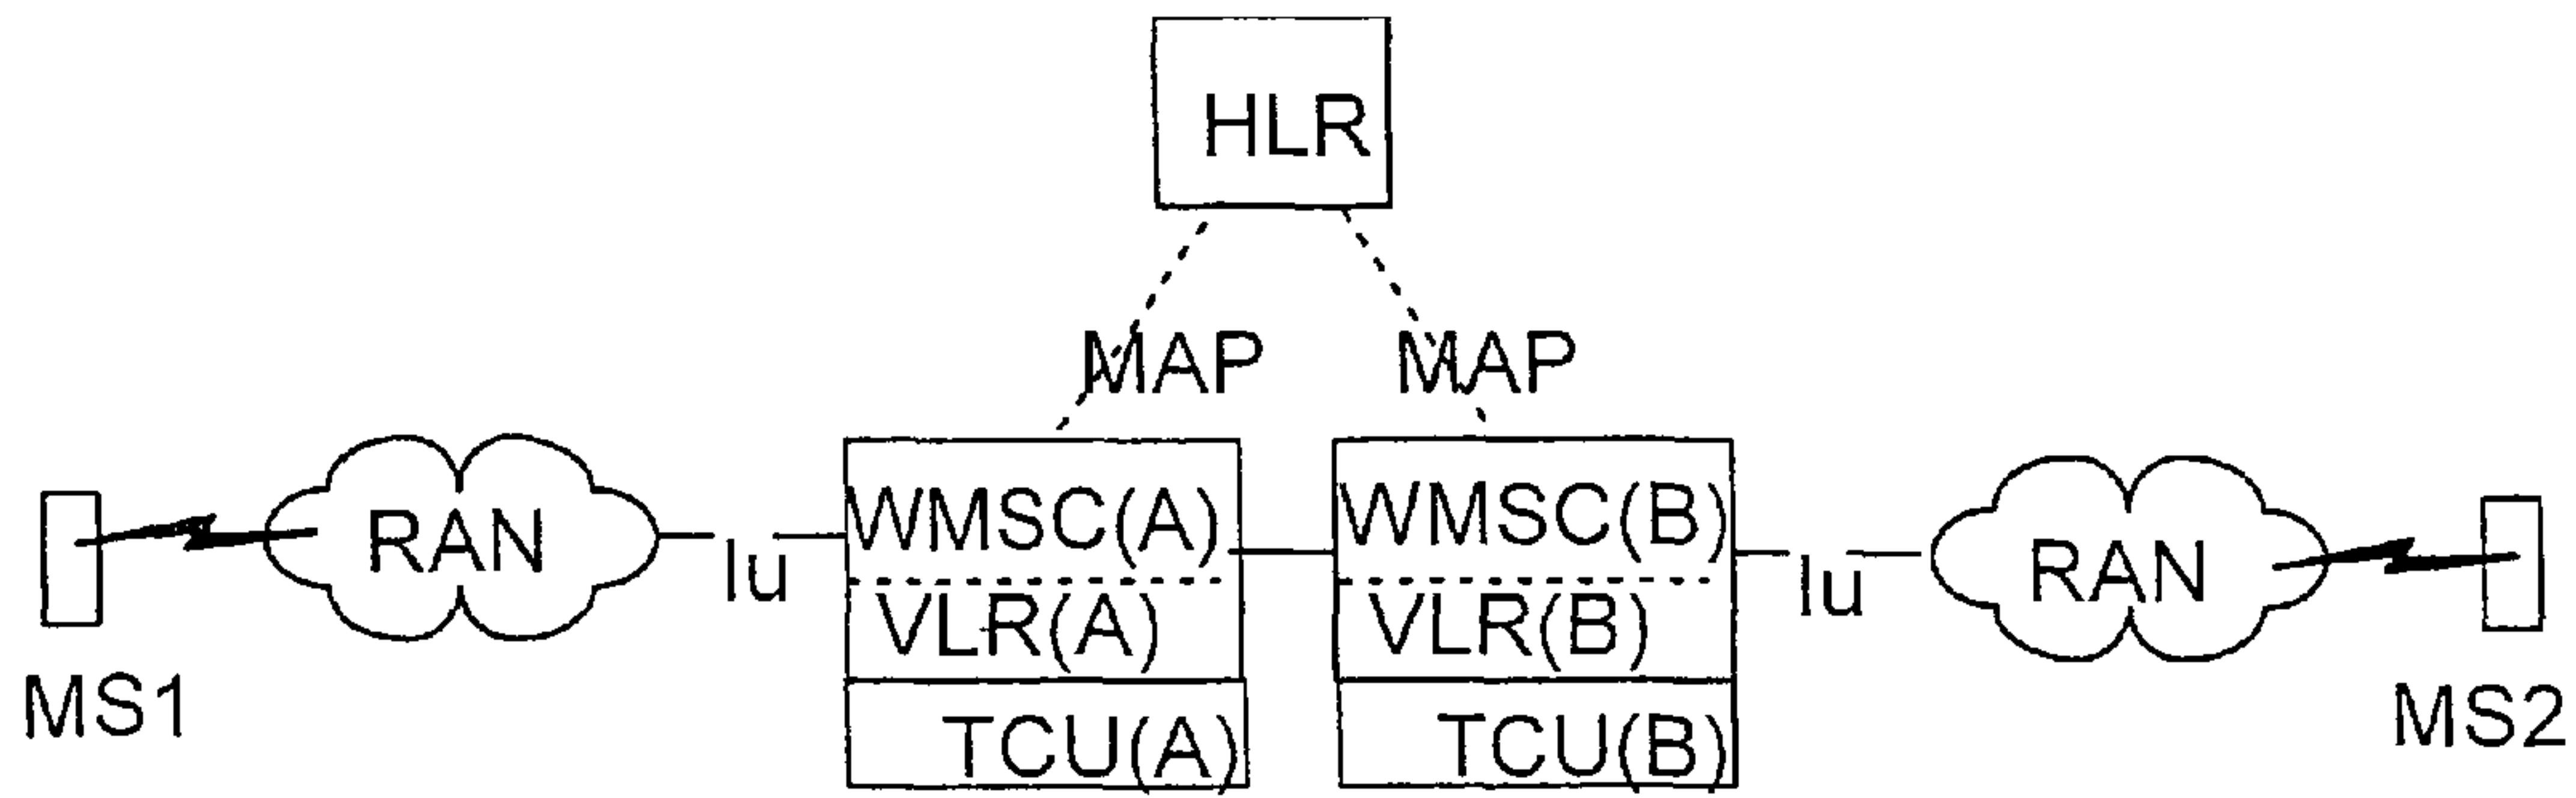 HLR
MAP MAP
RAN Iu WMSC(A) WMSC(B) Iu RAN
VLR(A) VLR(B)
MS1 TCU(A) TCU(B) MS2